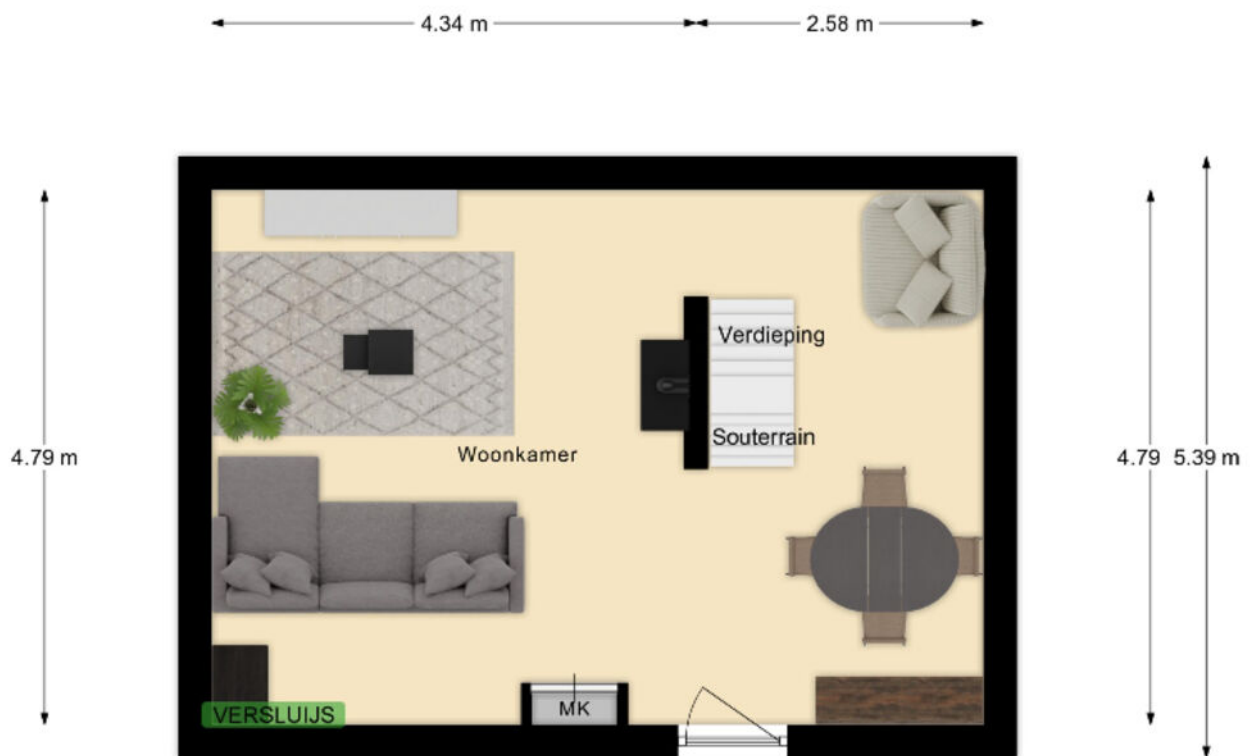 4.34 m 2.58 m
Verdieping
Souterrain
Woonkamer
4.79 m
4.79 5.39 m
MK
VERSLUIJS